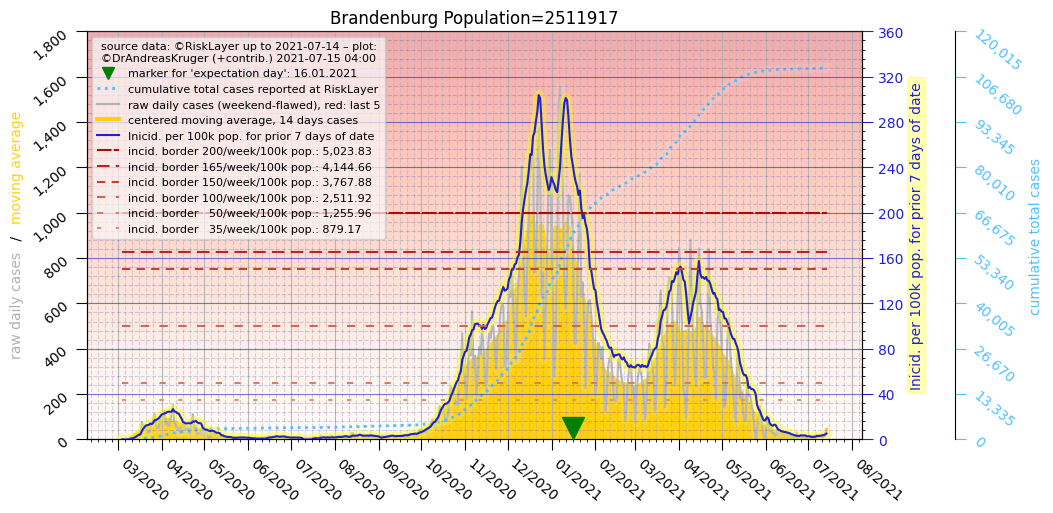 Brandenburg Population=2511917
source data: ©RiskLayer up to 2021-07-14 – plot:
©DrAndreasKruger (+contrib.) 2021-07-15 04:00
marker for 'expectation day': 16.01.2021
cumulative total cases reported at RiskLayer
raw daily cases (weekend-flawed), red: last 5
centered moving average, 14 days cases
Inicid. per 100k pop. for prior 7 days of date
incid. border 200/week/100k pop.: 5,023.83
incid. border 165/week/100k pop.: 4,144.66
incid. border 150/week/100k pop.: 3,767.88
incid. border 100/week/100k pop.: 2,511.92
incid. border 50/week/100k pop.: 1,255.96
incid. border 35/week/100k pop.: 879.17
raw daily cases / moving average
1,800
1,600
1,400
1,200
1,000
800
600
400
200
0
03/2020
04/2020
05/2020
06/2020
07/2020
08/2020
09/2020
10/2020
11/2020
12/2020
01/2021
02/2021
03/2021
04/2021
05/2021
06/2021
07/2021
08/2021
360
320
280
240
200
160
120
80
40
0
Inicid. per 100k pop. for prior 7 days of date
120,015
106,680
93,345
80,010
66,675
53,340
40,005
26,670
13,335
0
cumulative total cases